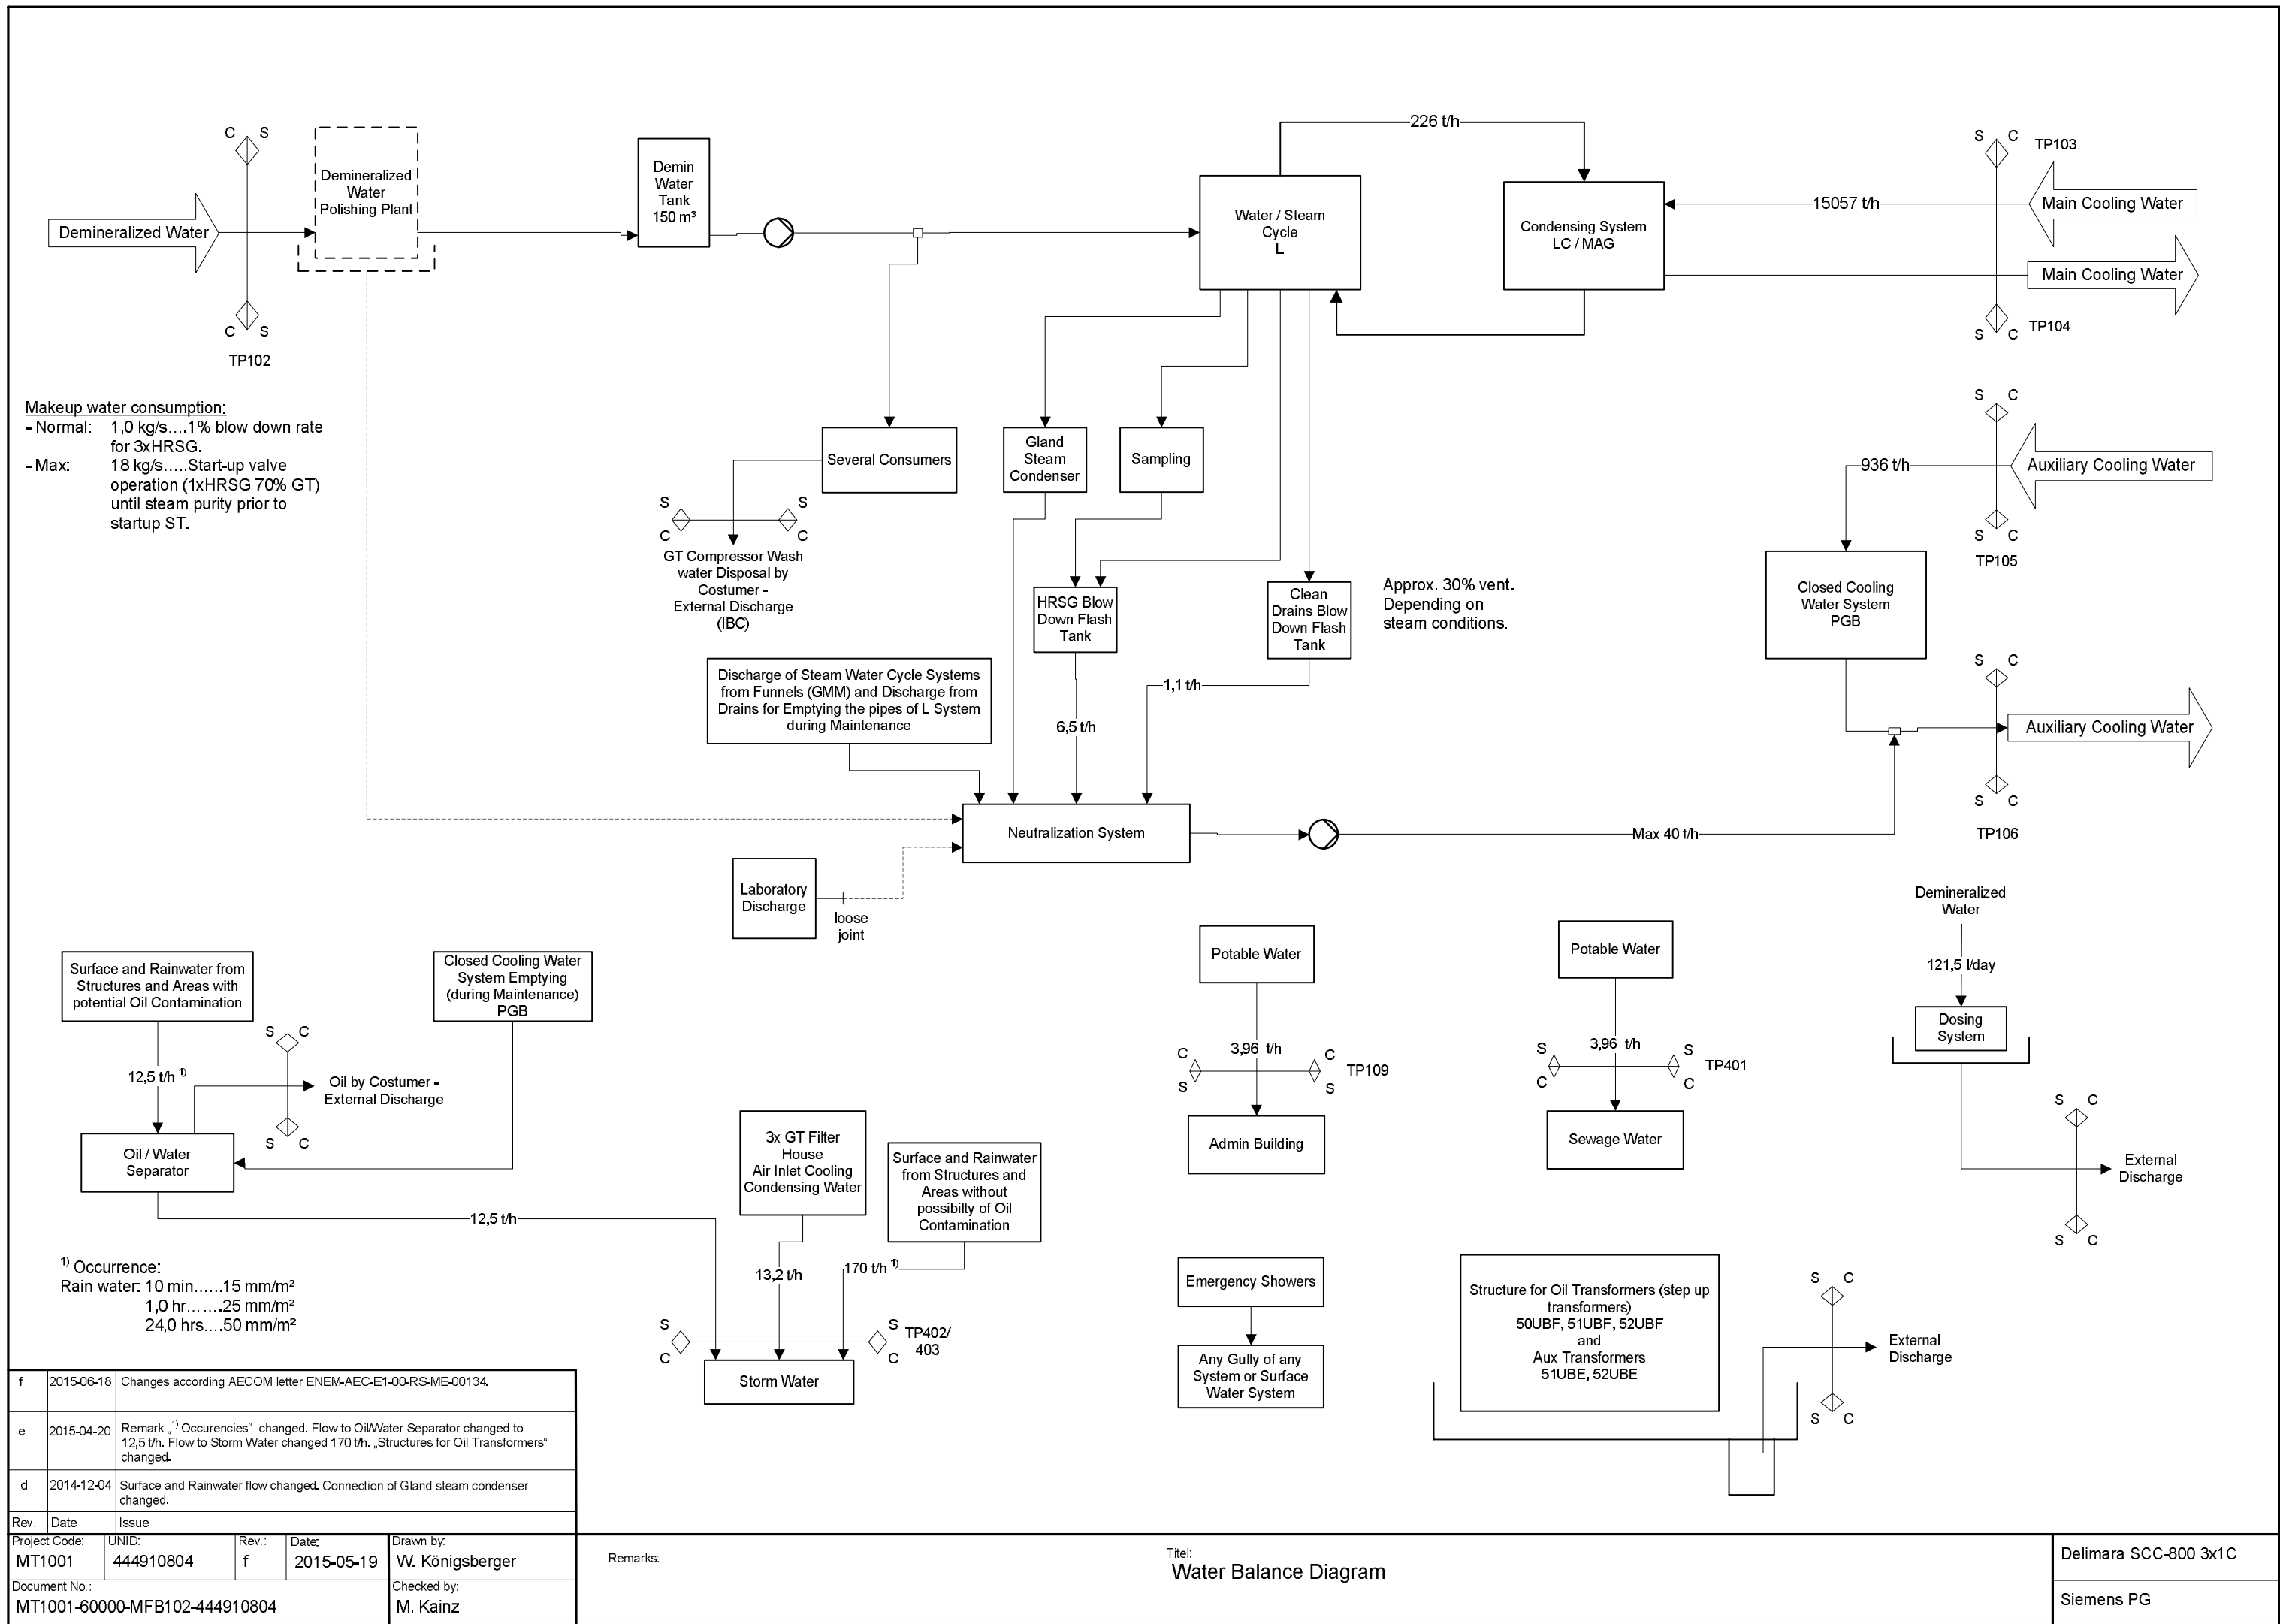 C S
Demineralized Water
C S
TP102
Demineralized
Water
Polishing Plant
Demin
Water
Tank
150 m³
Water / Steam
Cycle
L
226 t/h
Condensing System
LC / MAG
15057 t/h
S C
TP103
Main Cooling Water
Main Cooling Water
S C
TP104
Makeup water consumption:
- Normal: 1,0 kg/s....1% blow down rate
for 3xHRSG.
- Max: 18 kg/s.....Start-up valve
operation (1xHRSG 70% GT)
until steam purity prior to
startup ST.
Several Consumers
S S
C C
GT Compressor Wash
water Disposal by
Costumer -
External Discharge
(IBC)
Gland
Steam
Condenser
Sampling
HRSG Blow
Down Flash
Tank
Clean
Drains Blow
Down Flash
Tank
Approx. 30% vent.
Depending on
steam conditions.
S C
936 t/h
Auxiliary Cooling Water
S C
TP105
Closed Cooling
Water System
PGB
S C
Auxiliary Cooling Water
S C
TP106
Discharge of Steam Water Cycle Systems
from Funnels (GMM) and Discharge from
Drains for Emptying the pipes of L System
during Maintenance
6,5 t/h
1,1 t/h
Neutralization System
Max 40 t/h
Laboratory
Discharge
loose
joint
Surface and Rainwater from
Structures and Areas with
potential Oil Contamination
Closed Cooling Water
System Emptying
(during Maintenance)
PGB
12,5 t/h 1)
S C
Oil by Costumer -
External Discharge
S C
Oil / Water
Separator
12,5 t/h
1) Occurrence:
Rain water: 10 min......15 mm/m²
1,0 hr.......25 mm/m²
24,0 hrs....50 mm/m²
3x GT Filter
House
Air Inlet Cooling
Condensing Water
Surface and Rainwater
from Structures and
Areas without
possibilty of Oil
Contamination
13,2 t/h
170 t/h 1)
S S
C C
TP402/
403
Storm Water
Potable Water
3,96 t/h
C C
S S
TP109
Admin Building
Potable Water
3,96 t/h
S S
C C
TP401
Sewage Water
Demineralized
Water
121,5 l/day
Dosing
System
S C
External
Discharge
S C
Emergency Showers
Any Gully of any
System or Surface
Water System
Structure for Oil Transformers (step up
transformers)
50UBF, 51UBF, 52UBF
and
Aux Transformers
51UBE, 52UBE
S C
External
Discharge
S C
f 2015-06-18 Changes according AECOM letter ENEM-AEC-E1-00-RS-ME-00134.
e 2015-04-20 Remark „1) Occurencies“ changed. Flow to Oil/Water Separator changed to
12,5 t/h. Flow to Storm Water changed 170 t/h. „Structures for Oil Transformers“
changed.
d 2014-12-04 Surface and Rainwater flow changed. Connection of Gland steam condenser
changed.
Rev. Date Issue
Project Code: UNID: Rev.: Date: Drawn by:
MT1001 444910804 f 2015-05-19 W. Königsberger
Document No.: Checked by:
MT1001-60000-MFB102-444910804 M. Kainz
Remarks:
Titel:
Water Balance Diagram
Delimara SCC-800 3x1C
Siemens PG